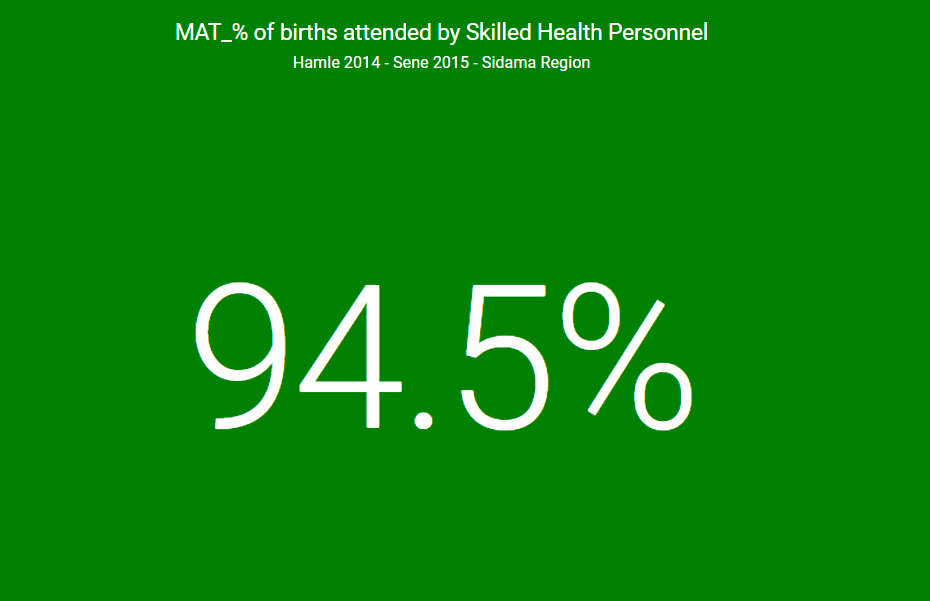 MAT_% of births attended by Skilled Health Personnel
Hamle 2014 - Sene 2015 - Sidama Region
94.5%